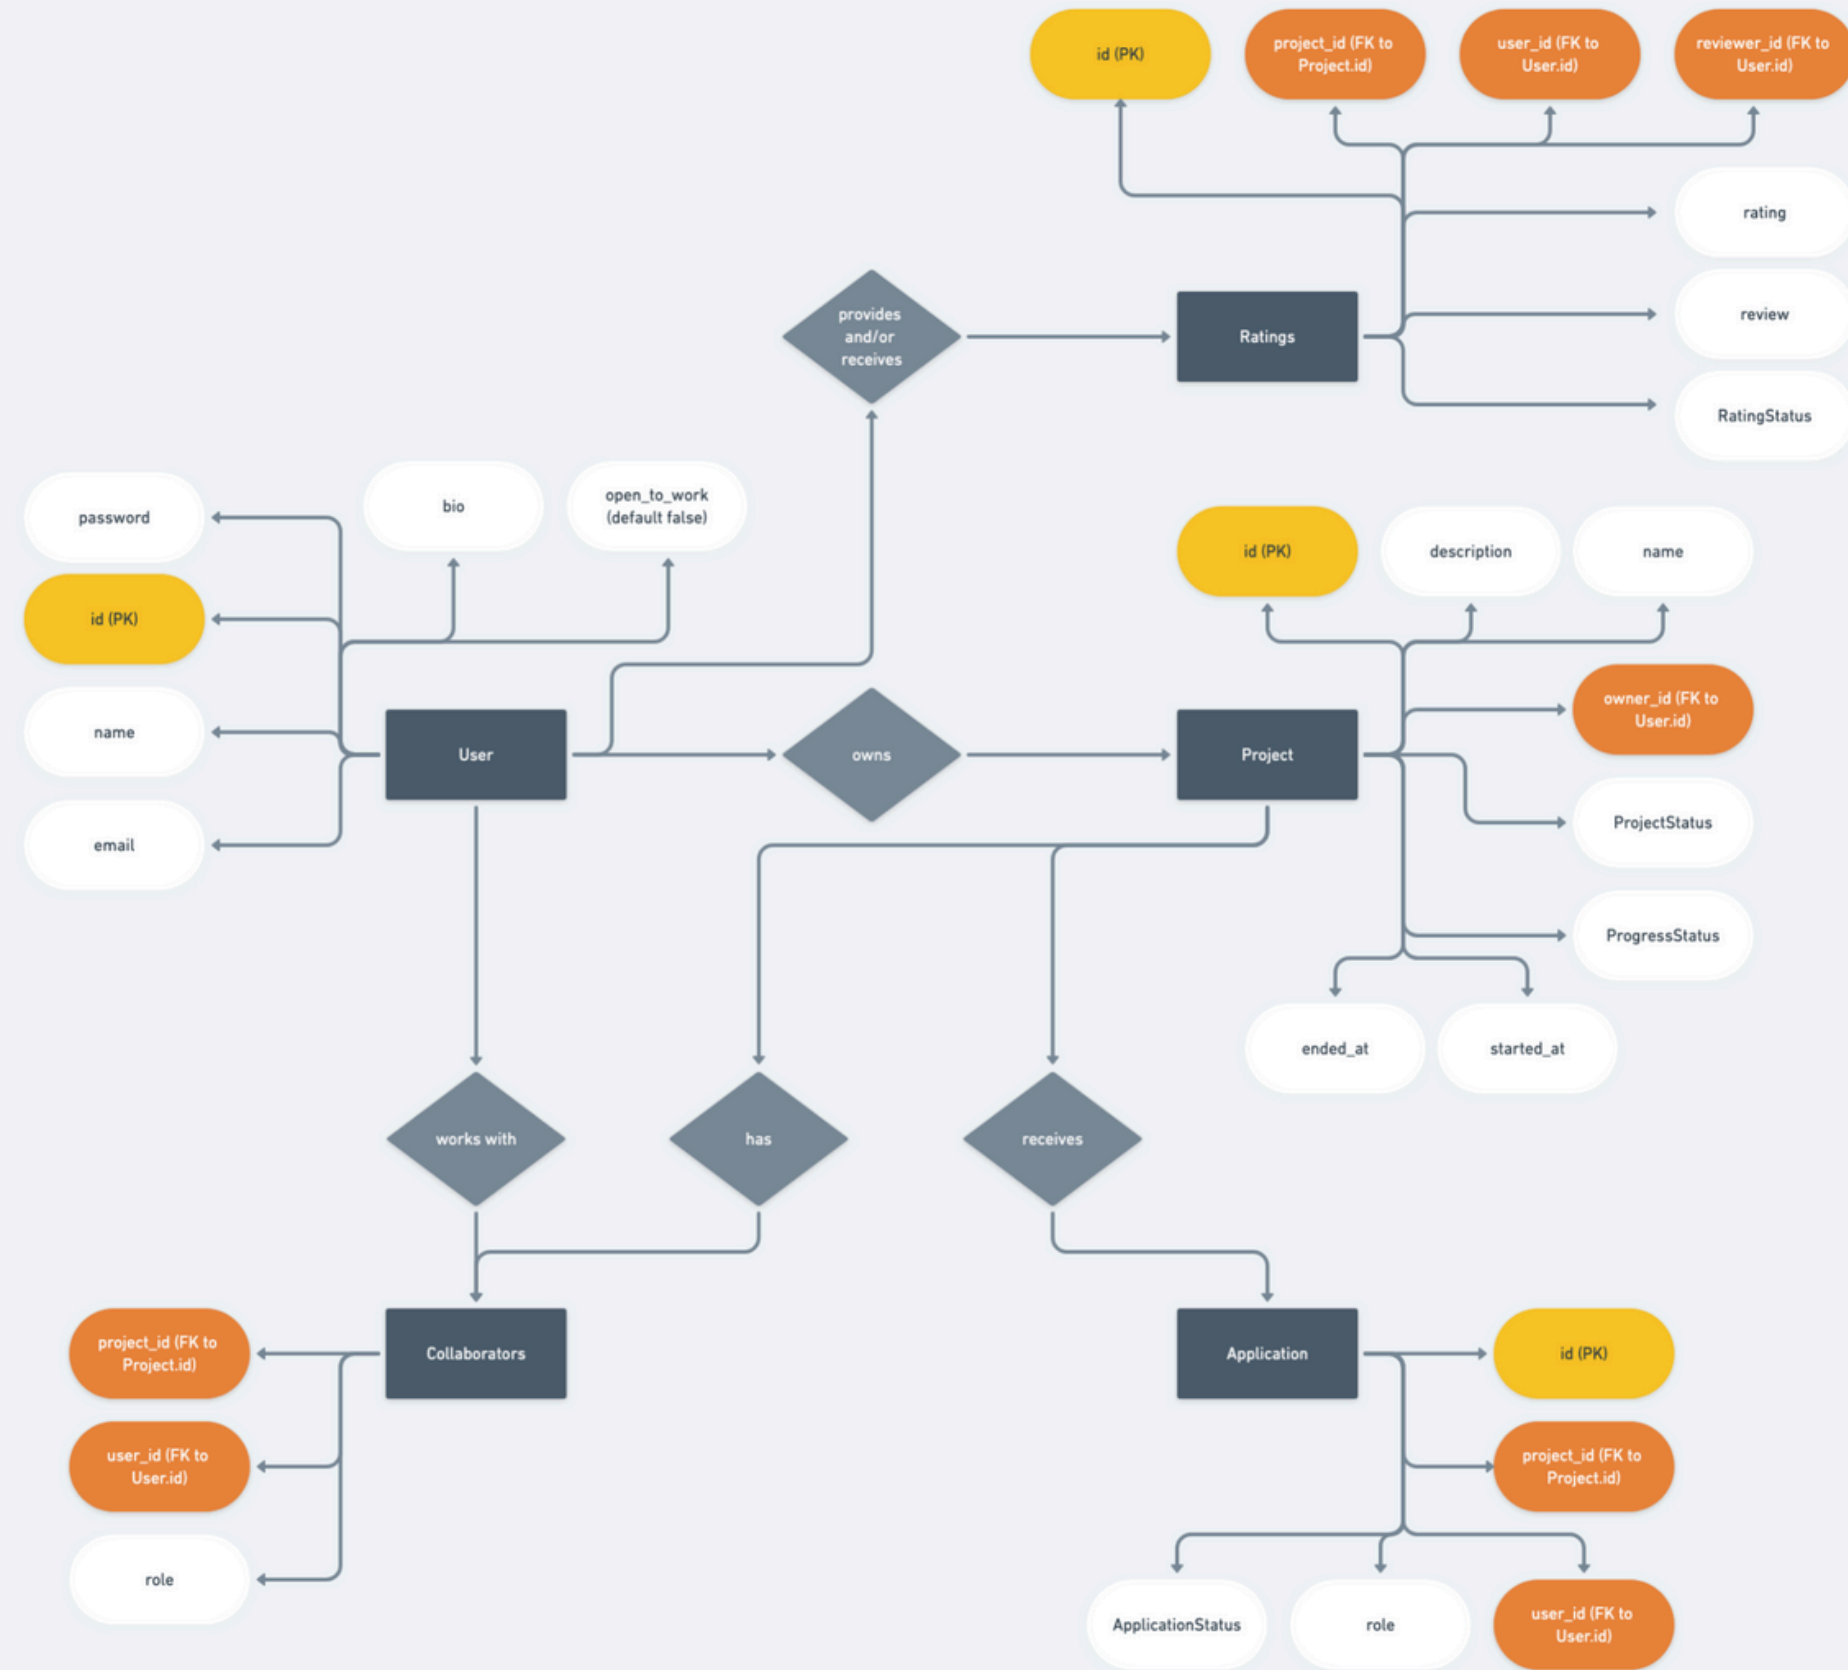 id (PK)
project_id (FK to
Project.id)
user_id (FK to
User.id)
reviewer_id (FK to
User.id)
rating
provides
and/or
receives
Ratings
review
RatingStatus
password
bio
open_to_work
(default false)
id (PK)
description
name
id (PK)
name
User
owns
Project
owner_id (FK to
User.id)
ProjectStatus
email
ProgressStatus
ended_at
started_at
works with
has
receives
project_id (FK to
Project.id)
Collaborators
Application
id (PK)
user_id (FK to
User.id)
project_id (FK to
Project.id)
role
ApplicationStatus
role
user_id (FK to
User.id)